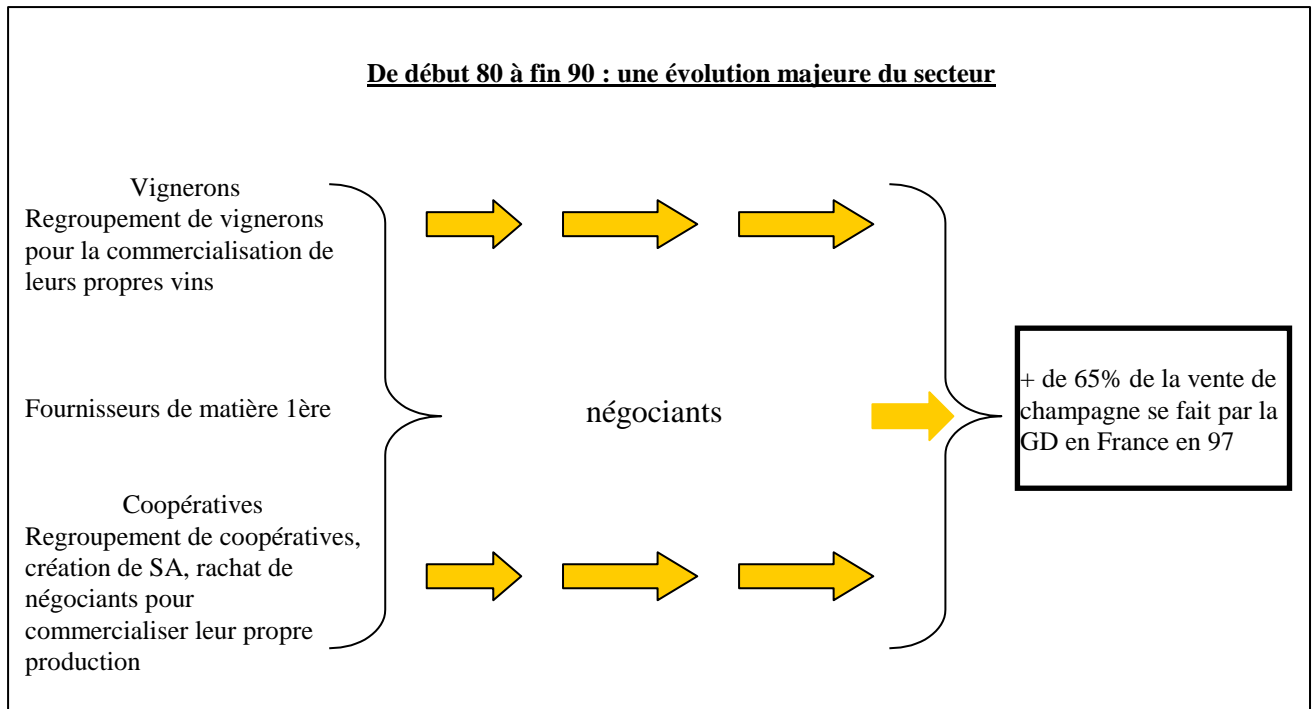 De début 80 à fin 90 : une évolution majeure du secteur
Vignerons
Regroupement de vignerons
pour la commercialisation de
leurs propres vins
Fournisseurs de matière 1ère
Coopératives
Regroupement de coopératives,
création de SA, rachat de
négociants pour
commercialiser leur propre
production
négociants
+ de 65% de la vente de
champagne se fait par la
GD en France en 97